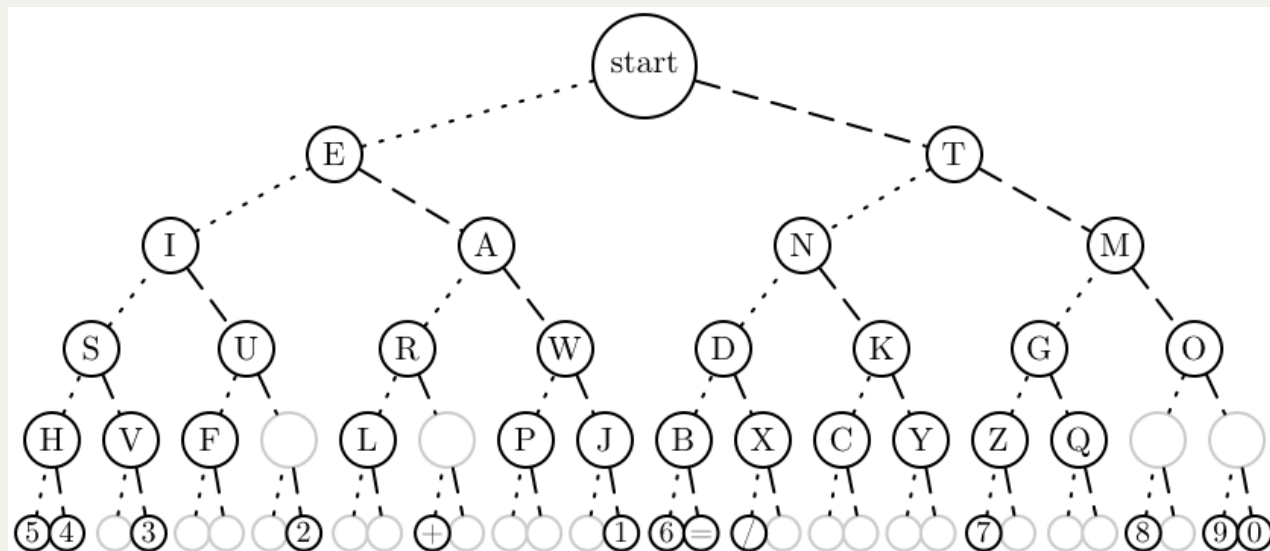 start
E T
I A N M
S U R W D K G O
H V F L P J B X C Y Z Q
5 4 3 2 + 1 6 = / 7 8 9 0